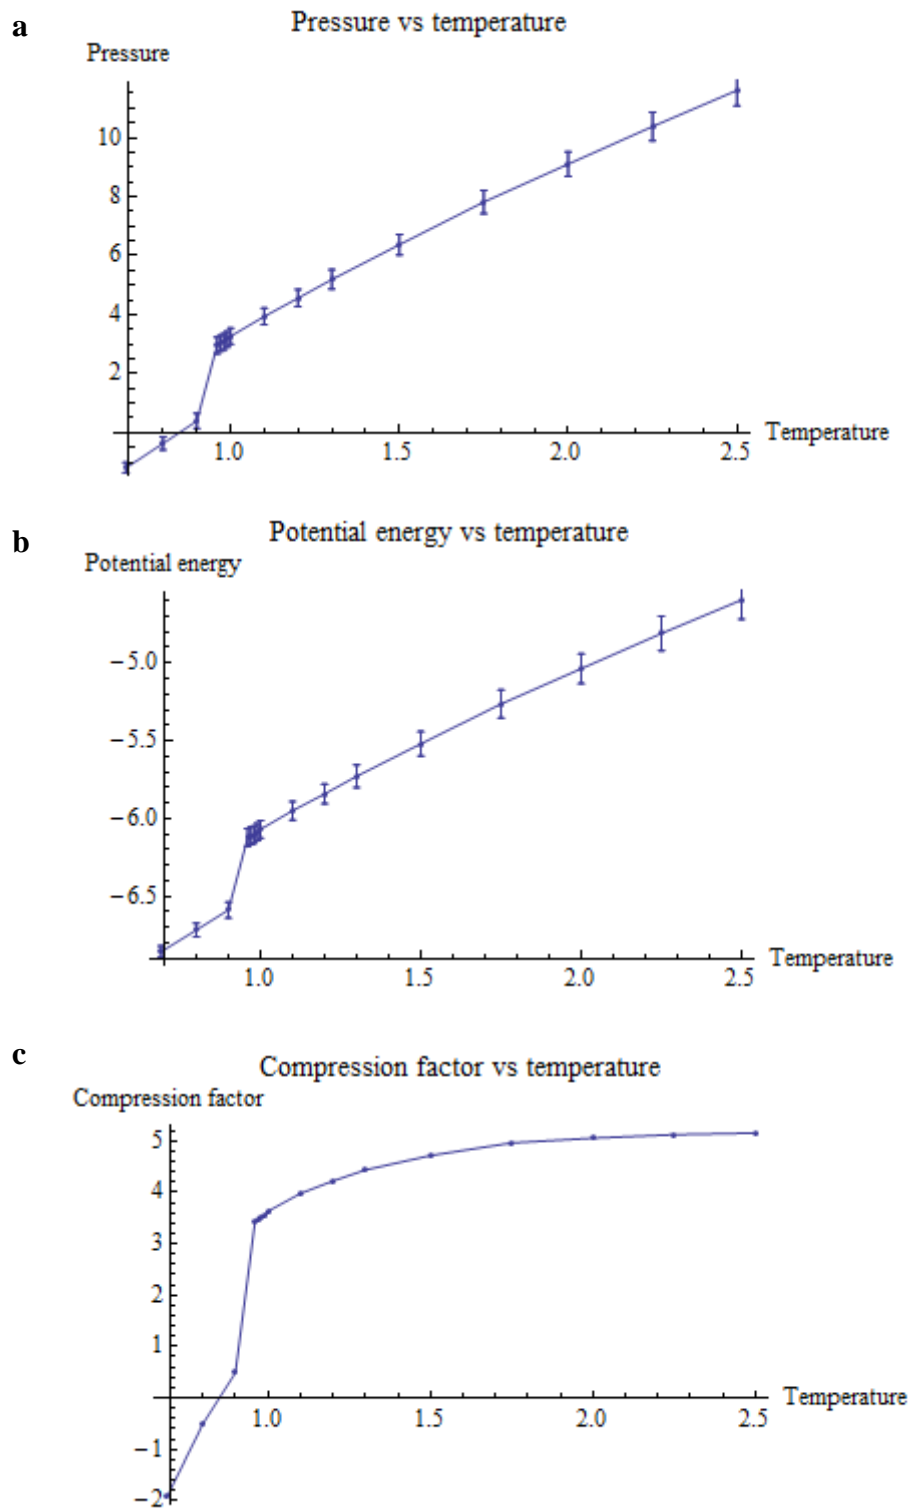 a
Pressure vs temperature
Pressure
10
8
6
4
2
1.0 1.5 2.0 2.5
Temperature
b
Potential energy vs temperature
Potential energy
−5.0
−5.5
−6.0
−6.5
1.0 1.5 2.0 2.5
Temperature
c
Compression factor vs temperature
Compression factor
5
4
3
2
1
1.0 1.5 2.0 2.5
Temperature
−1
−2